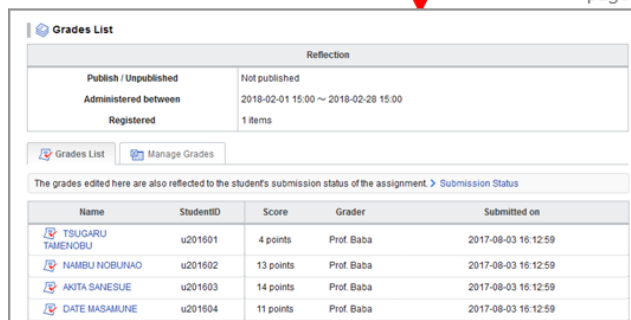 Grades List
Reflection
Publish / Unpublished Not published
Administered between 2018-02-01 15:00 ~ 2018-02-28 15:00
Registered 1 items
Grades List Manage Grades
The grades edited here are also reflected to the student's submission status of the assignment. > Submission Status
Name StudentID Score Grader Submitted on
TSUGARU TAMENOBU u201601 4 points Prof. Baba 2017-08-03 16:12:59
NAMBU NOBUNAO u201602 13 points Prof. Baba 2017-08-03 16:12:59
AKITA SANESUE u201603 14 points Prof. Baba 2017-08-03 16:12:59
DATE MASAMUNE u201604 11 points Prof. Baba 2017-08-03 16:12:59